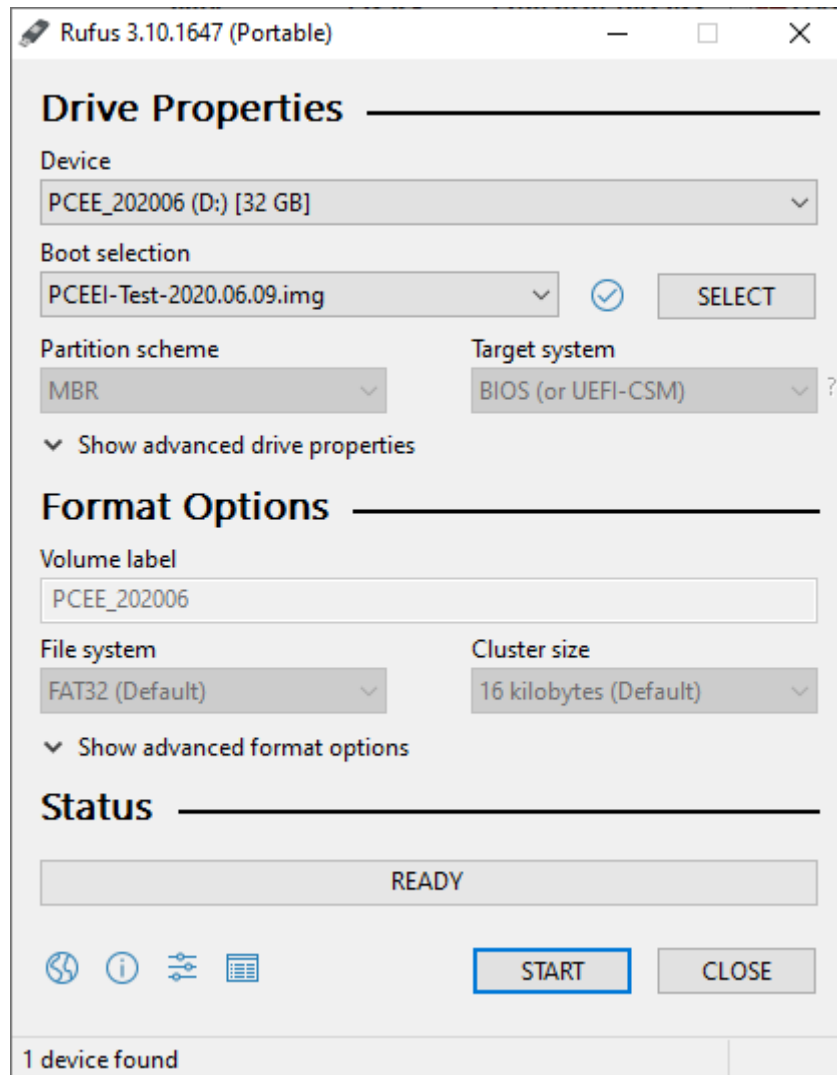 Rufus 3.10.1647 (Portable)
Drive Properties
Device
PCEE_202006 (D:) [32 GB]
Boot selection
PCEEI-Test-2020.06.09.img
SELECT
Partition scheme
Target system
MBR
BIOS (or UEFI-CSM)
?
Show advanced drive properties
Format Options
Volume label
PCEE_202006
File system
Cluster size
FAT32 (Default)
16 kilobytes (Default)
Show advanced format options
Status
READY
START
CLOSE
1 device found